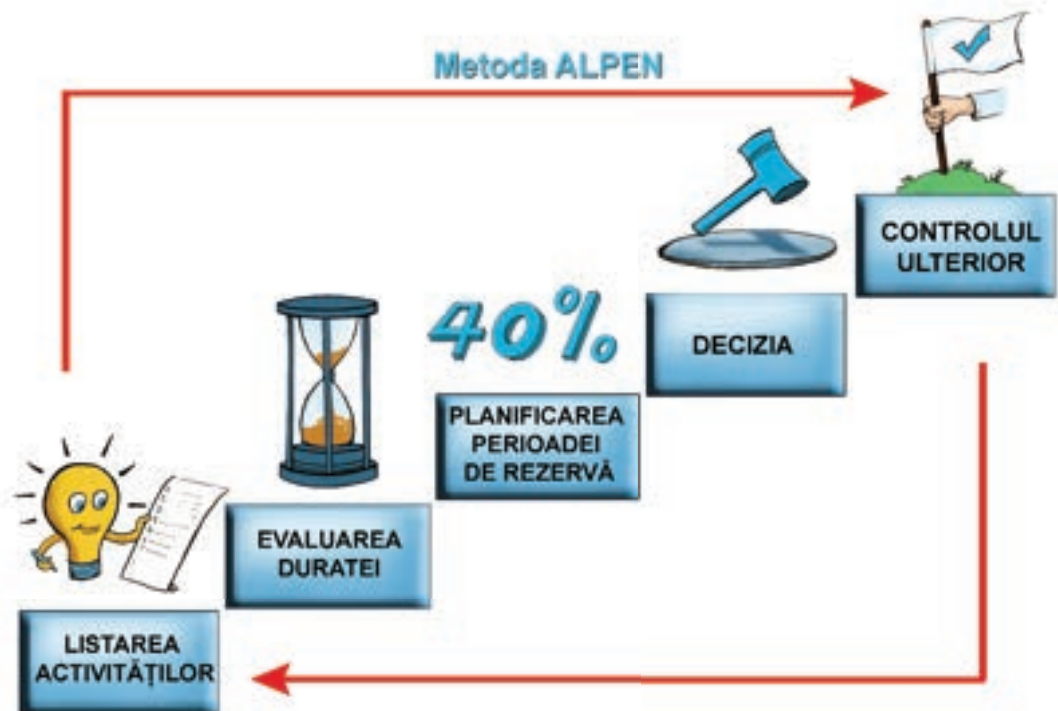 Metoda ALPEN
CONTROLUL
ULTERIOR
DECIZIA
40%
PLANIFICAREA
PERIOADEI
DE REZERVĂ
EVALUAREA
DURATEI
LISTAREA
ACTIVITĂȚILOR